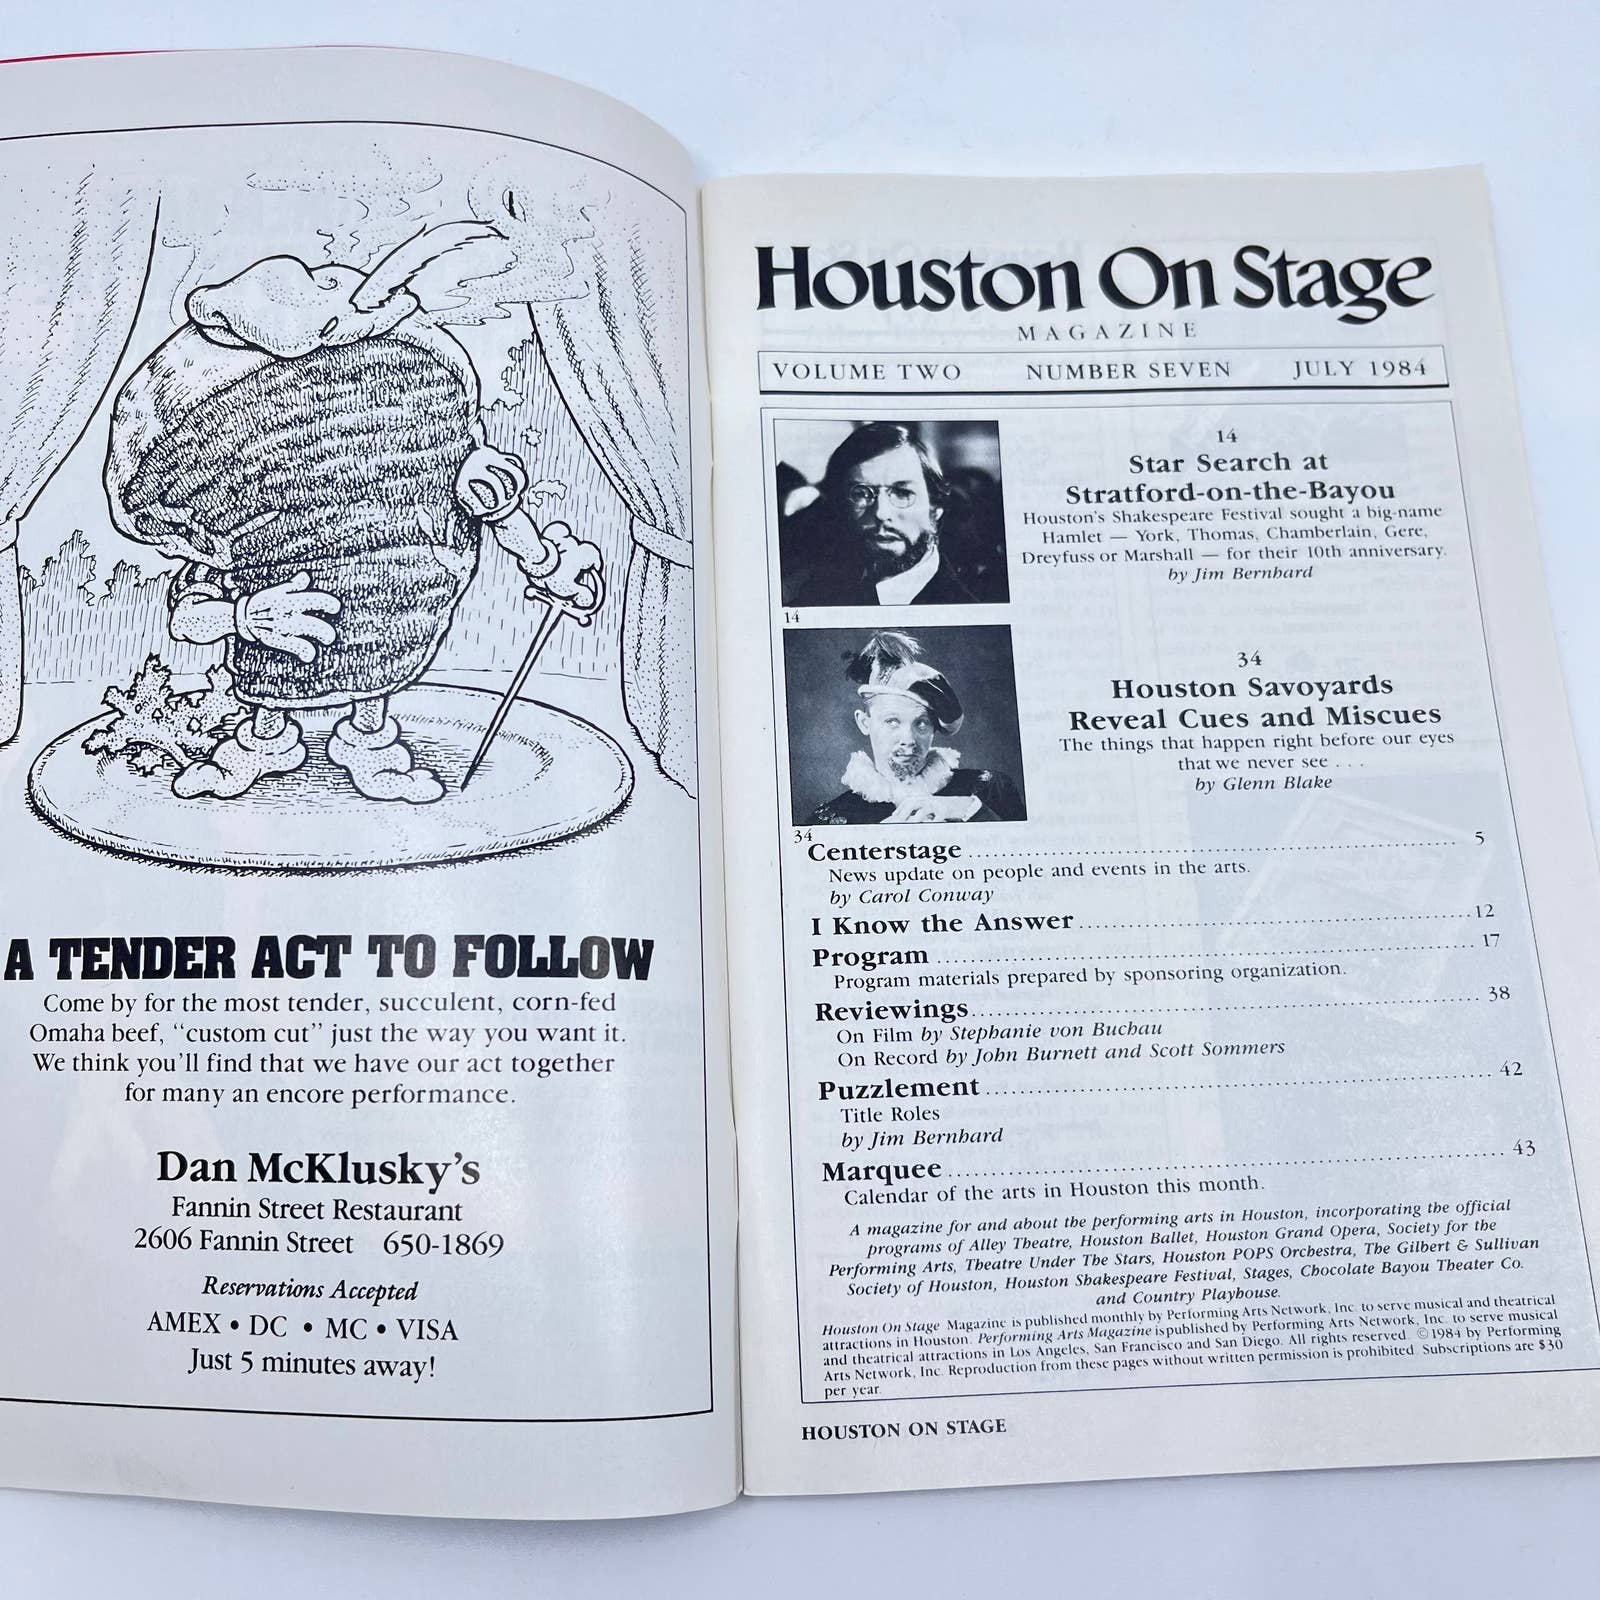 A TENDER ACT TO FOLLOW
Come by for the most tender, succulent, corn-fed
Omaha beef, “custom cut” just the way you want it.
We think you’ll find that we have our act together
for many an encore performance.
Dan McKlusky’s
Fannin Street Restaurant
2606 Fannin Street 650-1869
Reservations Accepted
AMEX • DC • MC • VISA
Just 5 minutes away!
Houston On Stage
MAGAZINE
VOLUME TWO NUMBER SEVEN JULY 1984
14
Star Search at
Stratford-on-the-Bayou
Houston’s Shakespeare Festival sought a big-name
Hamlet — York, Thomas, Chamberlain, Gere,
Dreyfuss or Marshall — for their 10th anniversary.
by Jim Bernhard
14
34
Houston Savoyards
Reveal Cues and Miscues
The things that happen right before our eyes
that we never see . . .
by Glenn Blake
34
Centerstage 5
News update on people and events in the arts.
by Carol Conway
I Know the Answer 12
Program 17
Program materials prepared by sponsoring organization.
Reviewings 38
On Film by Stephanie von Buchau
On Record by John Burnett and Scott Sommers
Puzzlement 42
Title Roles
by Jim Bernhard
Marquee 43
Calendar of the arts in Houston this month.
A magazine for and about the performing arts in Houston, incorporating the official
programs of Alley Theatre, Houston Ballet, Houston Grand Opera, Society for the
Performing Arts, Theatre Under The Stars, Houston POPS Orchestra, The Gilbert & Sullivan
Society of Houston, Houston Shakespeare Festival, Stages, Chocolate Bayou Theater Co.
and Country Playhouse.
Houston On Stage Magazine is published monthly by Performing Arts Network, Inc. to serve musical and theatrical
attractions in Houston. Performing Arts Magazine is published by Performing Arts Network, Inc. to serve musical
and theatrical attractions in Los Angeles, San Francisco and San Diego. All rights reserved. ©1984 by Performing
Arts Network, Inc. Reproduction from these pages without written permission is prohibited. Subscriptions are $30
per year.
HOUSTON ON STAGE